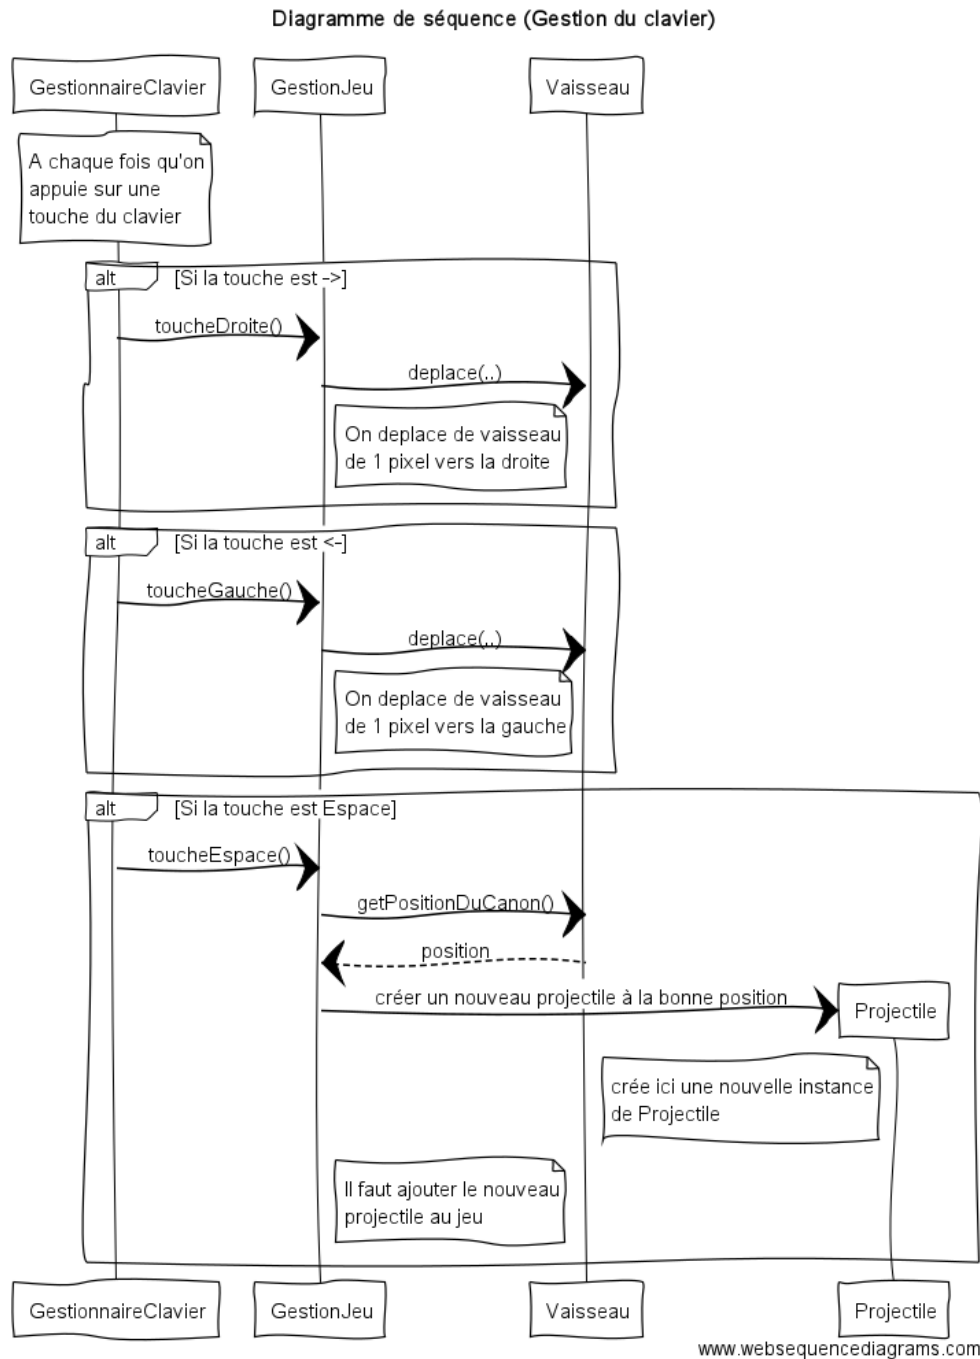 Diagramme de séquence (Gestion du clavier)
GestionnaireClavier
GestionJeu
Vaisseau
A chaque fois qu'on
appuie sur une
touche du clavier
alt
[Si la touche est ->]
toucheDroite()
deplace(..)
On deplace de vaisseau
de 1 pixel vers la droite
alt
[Si la touche est <-]
toucheGauche()
deplace(..)
On deplace de vaisseau
de 1 pixel vers la gauche
alt
[Si la touche est Espace]
toucheEspace()
getPositionDuCanon()
position
créer un nouveau projectile à la bonne position
Projectile
crée ici une nouvelle instance
de Projectile
Il faut ajouter le nouveau
projectile au jeu
GestionnaireClavier
GestionJeu
Vaisseau
Projectile
www.websequencediagrams.com